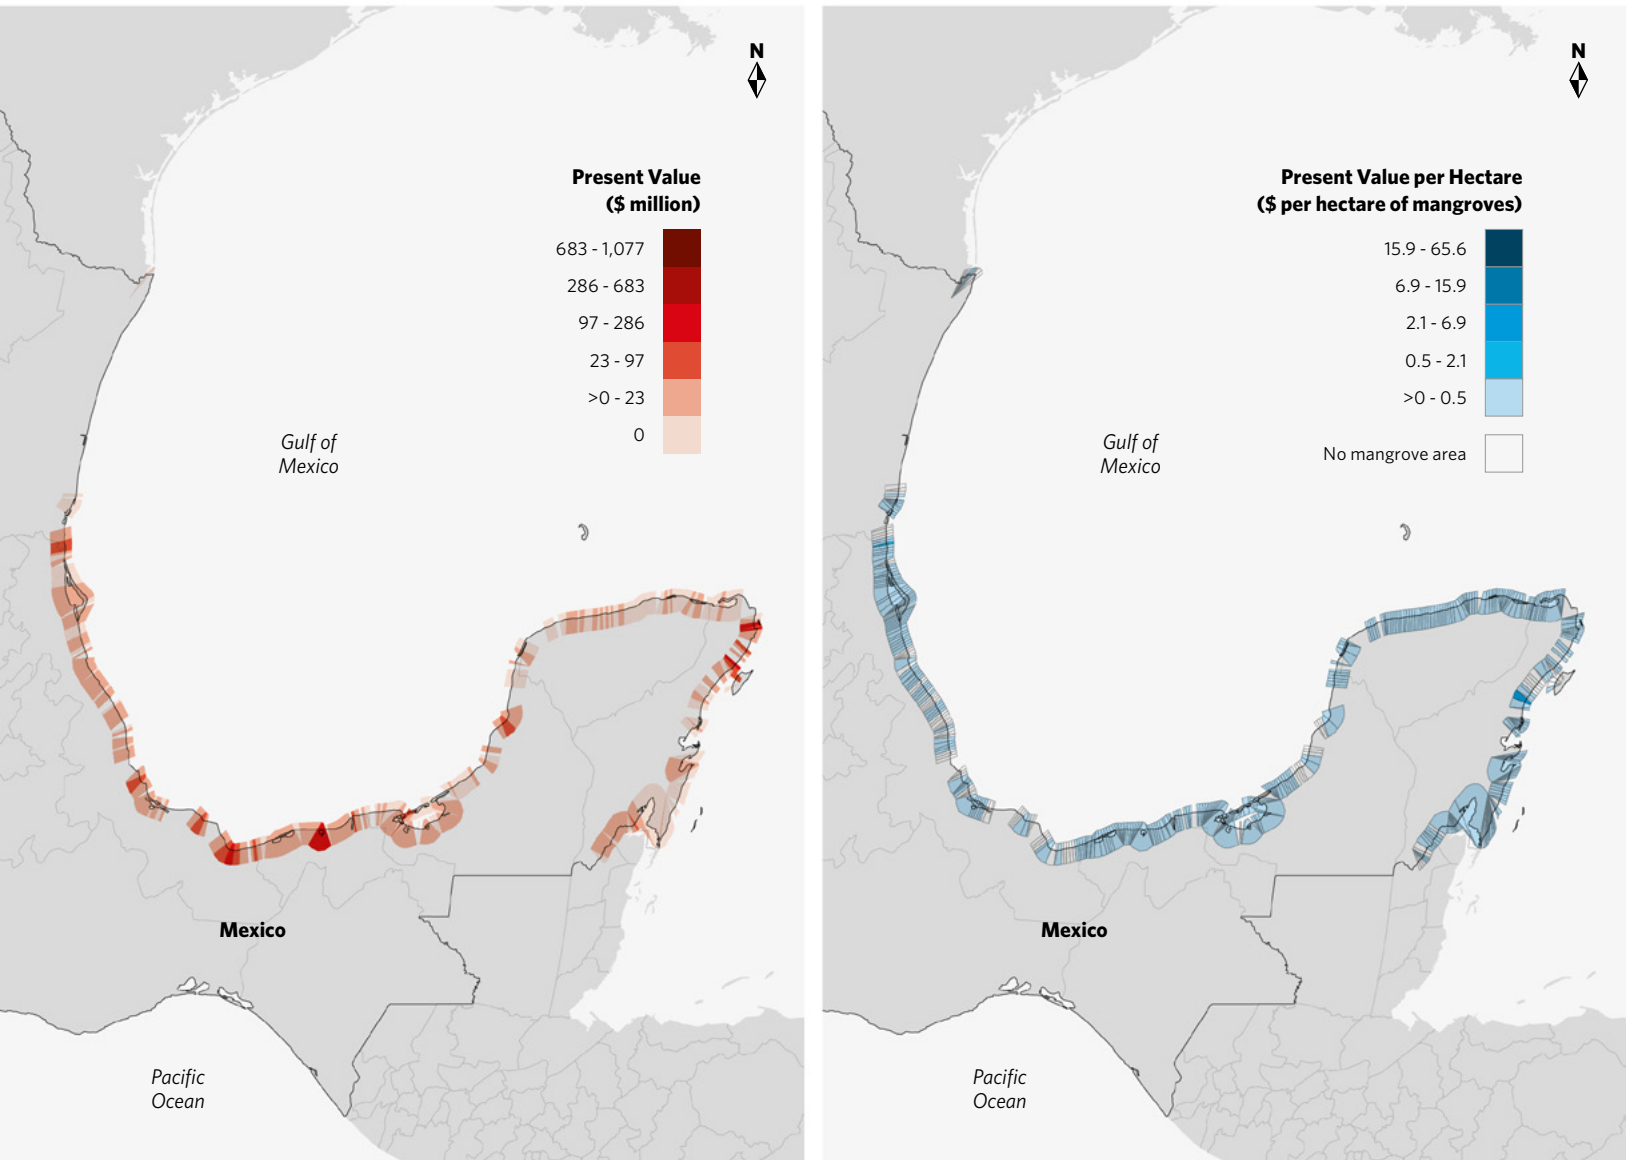 N
Present Value
($ million)
683 - 1,077
286 - 683
97 - 286
23 - 97
>0 - 23
0
Gulf of
Mexico
Mexico
Pacific
Ocean
N
Present Value per Hectare
($ per hectare of mangroves)
15.9 - 65.6
6.9 - 15.9
2.1 - 6.9
0.5 - 2.1
>0 - 0.5
No mangrove area
Gulf of
Mexico
Mexico
Pacific
Ocean